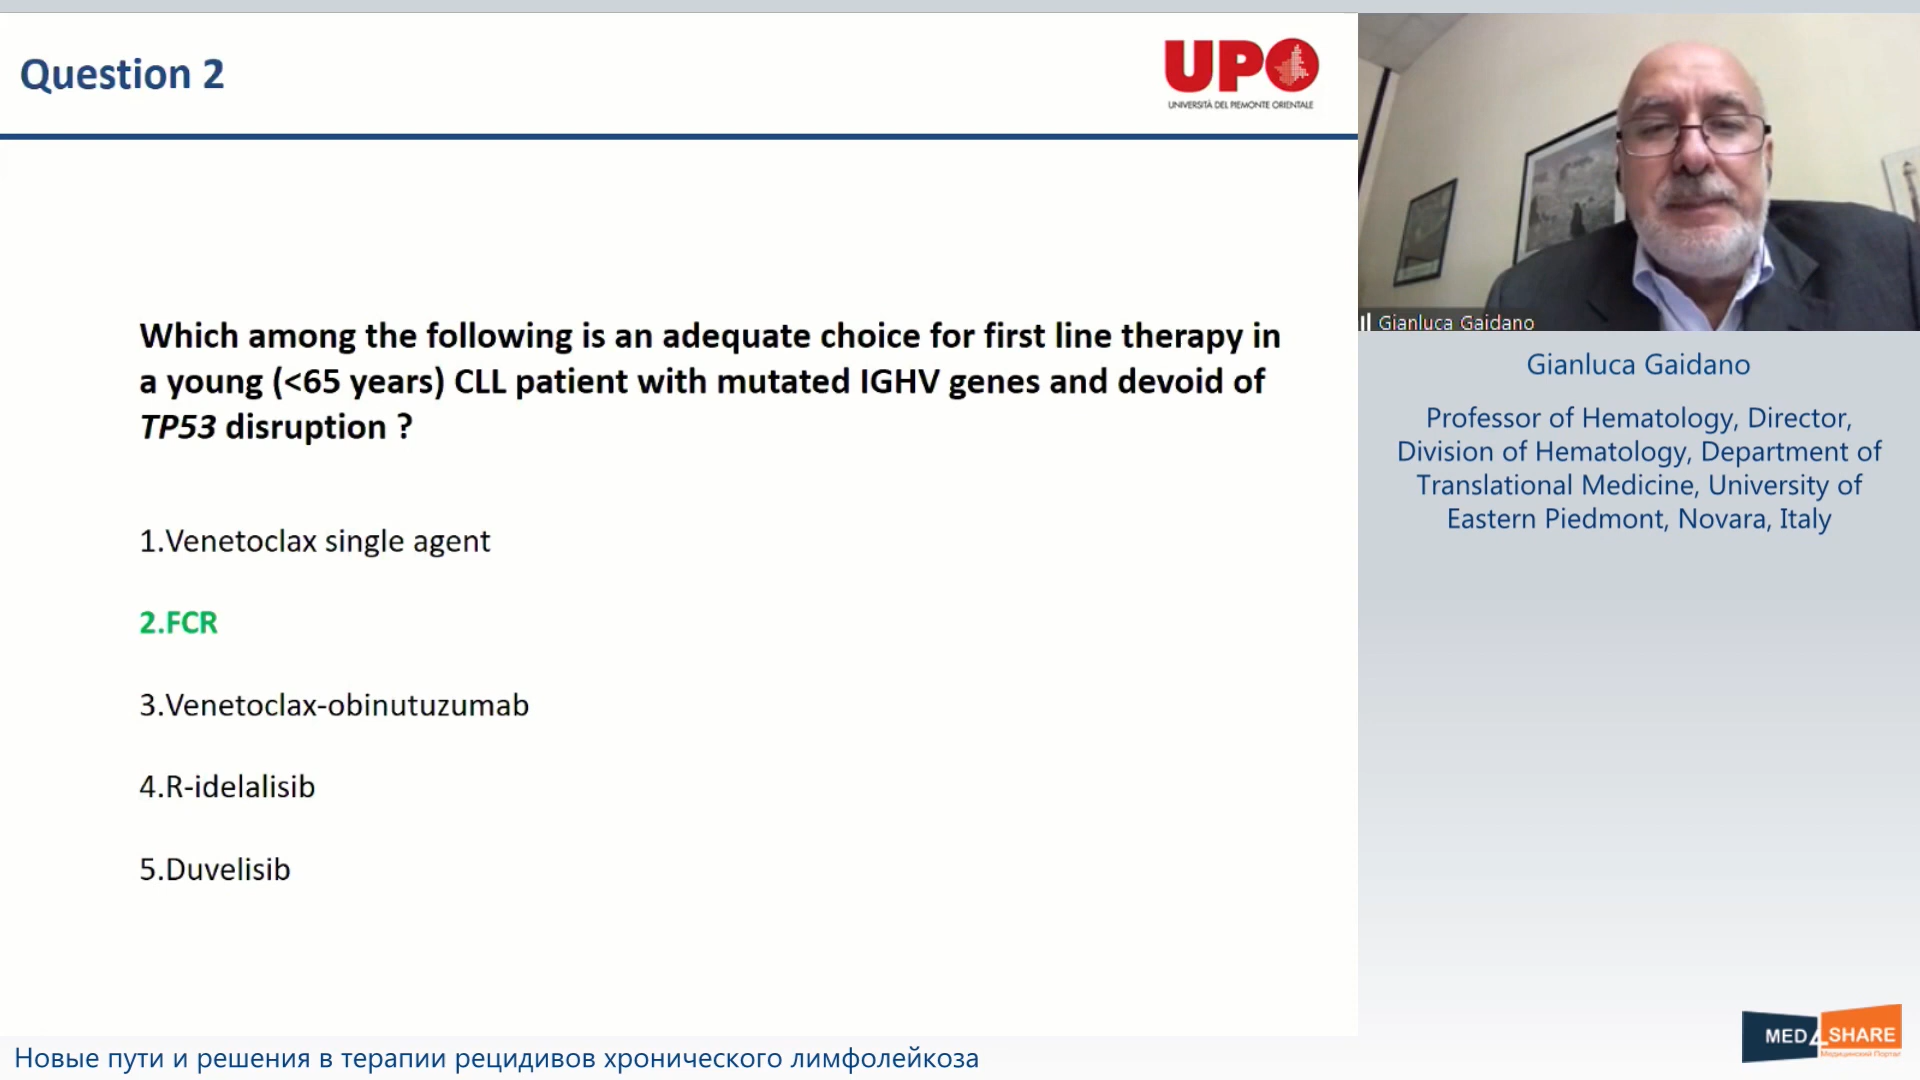 Question 2
UPO
UNIVERSITÀ DEL PIEMONTE ORIENTALE
Which among the following is an adequate choice for first line therapy in
a young (<65 years) CLL patient with mutated IGHV genes and devoid of
TP53 disruption ?
1.Venetoclax single agent
2.FCR
3.Venetoclax-obinutuzumab
4.R-idelalisib
5.Duvelisib
Gianluca Gaidano
Gianluca Gaidano
Professor of Hematology, Director,
Division of Hematology, Department of
Translational Medicine, University of
Eastern Piedmont, Novara, Italy
MED4SHARE
Медицинский Портал
Новые пути и решения в терапии рецидивов хронического лимфолейкоза